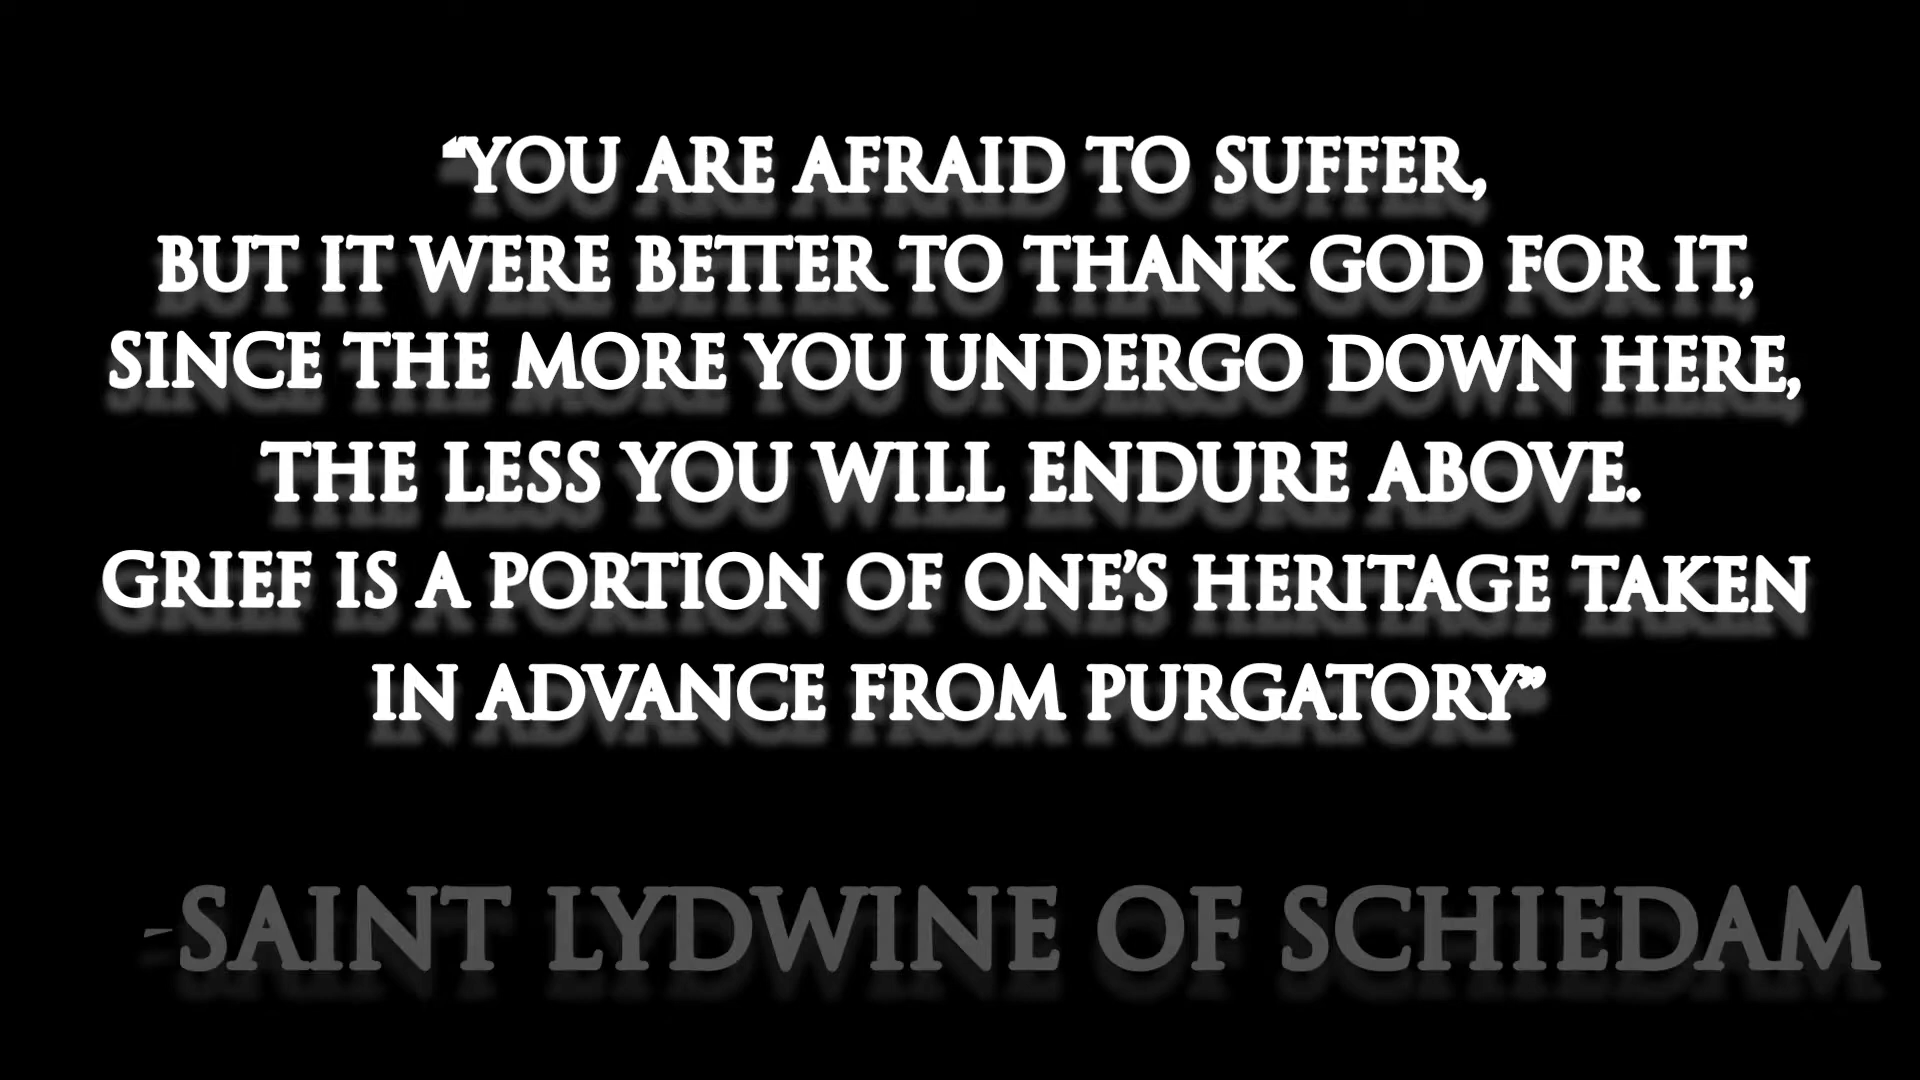 “YOU ARE AFRAID TO SUFFER,
BUT IT WERE BETTER TO THANK GOD FOR IT,
SINCE THE MORE YOU UNDERGO DOWN HERE,
THE LESS YOU WILL ENDURE ABOVE.
GRIEF IS A PORTION OF ONE’S HERITAGE TAKEN
IN ADVANCE FROM PURGATORY”
-SAINT LYDWINE OF SCHIEDAM